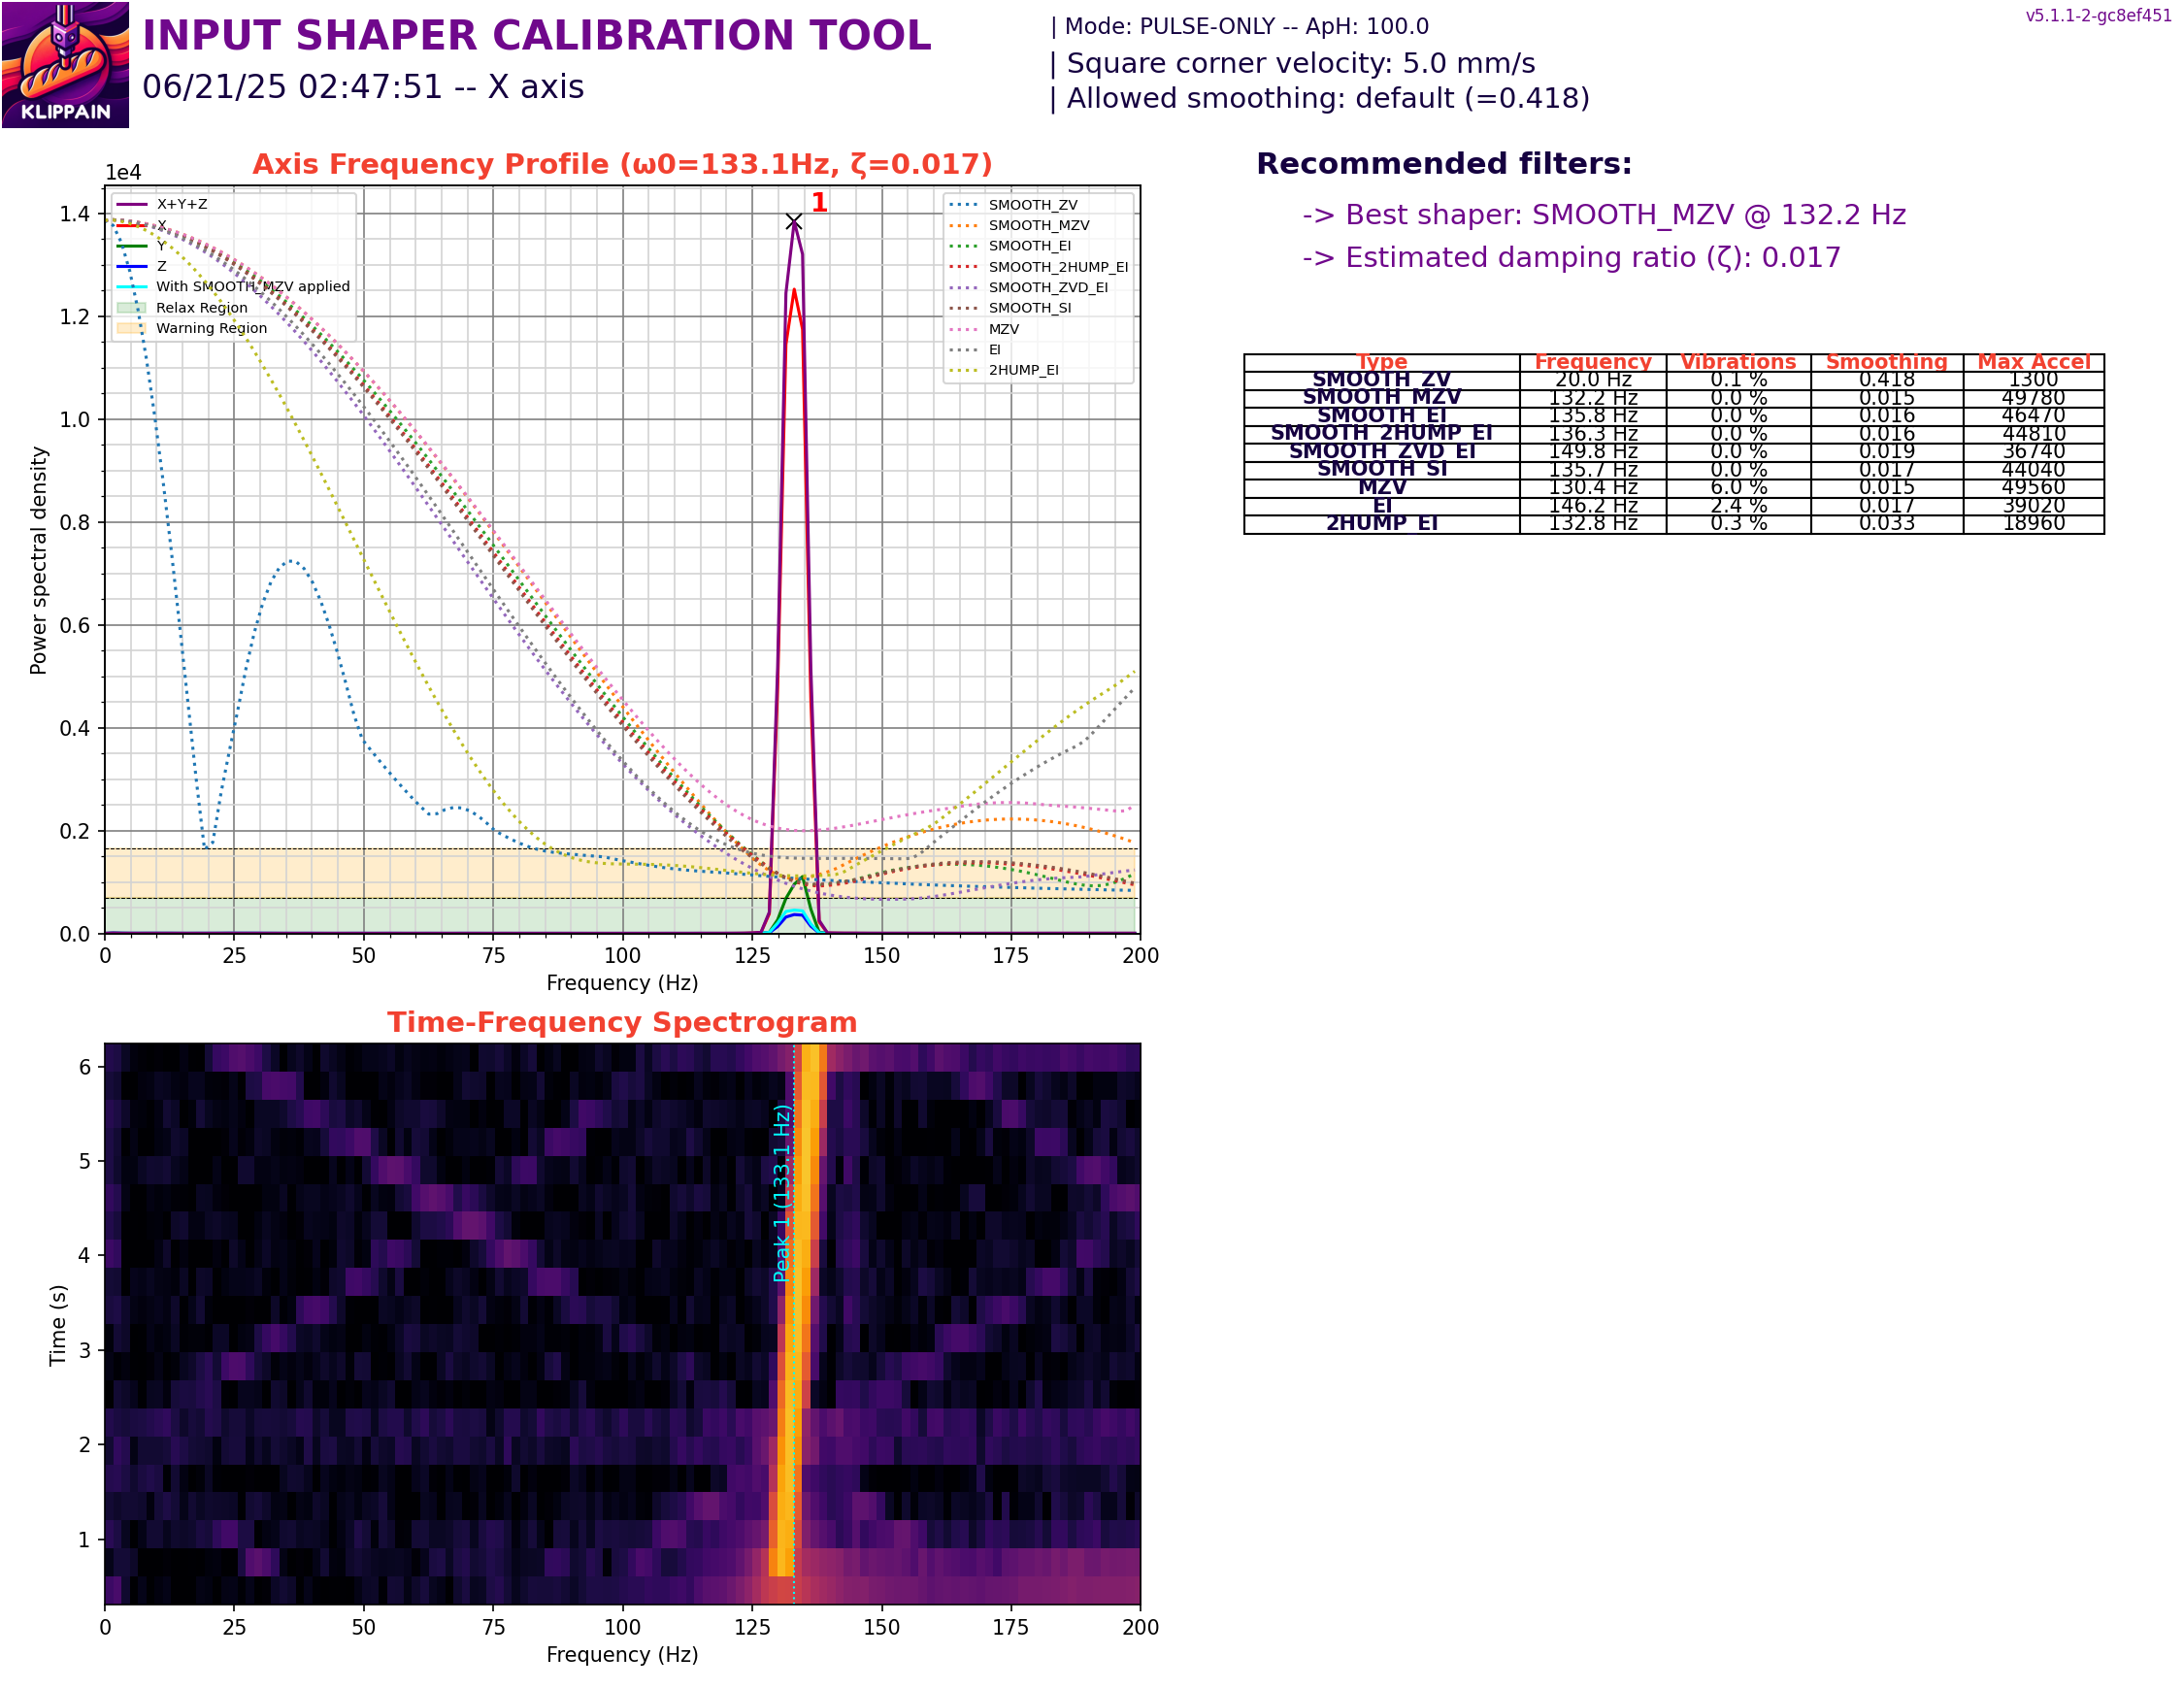 KLIPPAIN
INPUT SHAPER CALIBRATION TOOL
06/21/25 02:47:51 -- X axis
| Mode: PULSE-ONLY -- ApH: 100.0
| Square corner velocity: 5.0 mm/s
| Allowed smoothing: default (=0.418)
v5.1.1-2-gc8ef451
Axis Frequency Profile (ω0=133.1Hz, ζ=0.017)
1e4
1.4
1.2
1.0
0.8
0.6
0.4
0.2
0.0
Power spectral density
X+Y+Z
X
Y
Z
With SMOOTH_MZV applied
Relax Region
Warning Region
1
SMOOTH_ZV
SMOOTH_MZV
SMOOTH_EI
SMOOTH_2HUMP_EI
SMOOTH_ZVD_EI
SMOOTH_SI
MZV
EI
2HUMP_EI
0 25 50 75 100 125 150 175 200
Frequency (Hz)
Recommended filters:
-> Best shaper: SMOOTH_MZV @ 132.2 Hz
-> Estimated damping ratio (ζ): 0.017
Type Frequency Vibrations Smoothing Max Accel
SMOOTH_ZV 20.0 Hz 0.1 % 0.418 1300
SMOOTH_MZV 132.2 Hz 0.0 % 0.015 49780
SMOOTH_EI 135.8 Hz 0.0 % 0.016 46470
SMOOTH_2HUMP_EI 136.3 Hz 0.0 % 0.016 44810
SMOOTH_ZVD_EI 149.8 Hz 0.0 % 0.019 36740
SMOOTH_SI 135.7 Hz 0.0 % 0.017 44040
MZV 130.4 Hz 6.0 % 0.015 49560
EI 146.2 Hz 2.4 % 0.017 39020
2HUMP_EI 132.8 Hz 0.3 % 0.033 18960
Time-Frequency Spectrogram
6
5
4
3
2
1
Time (s)
Peak 1 (133.1 Hz)
0 25 50 75 100 125 150 175 200
Frequency (Hz)